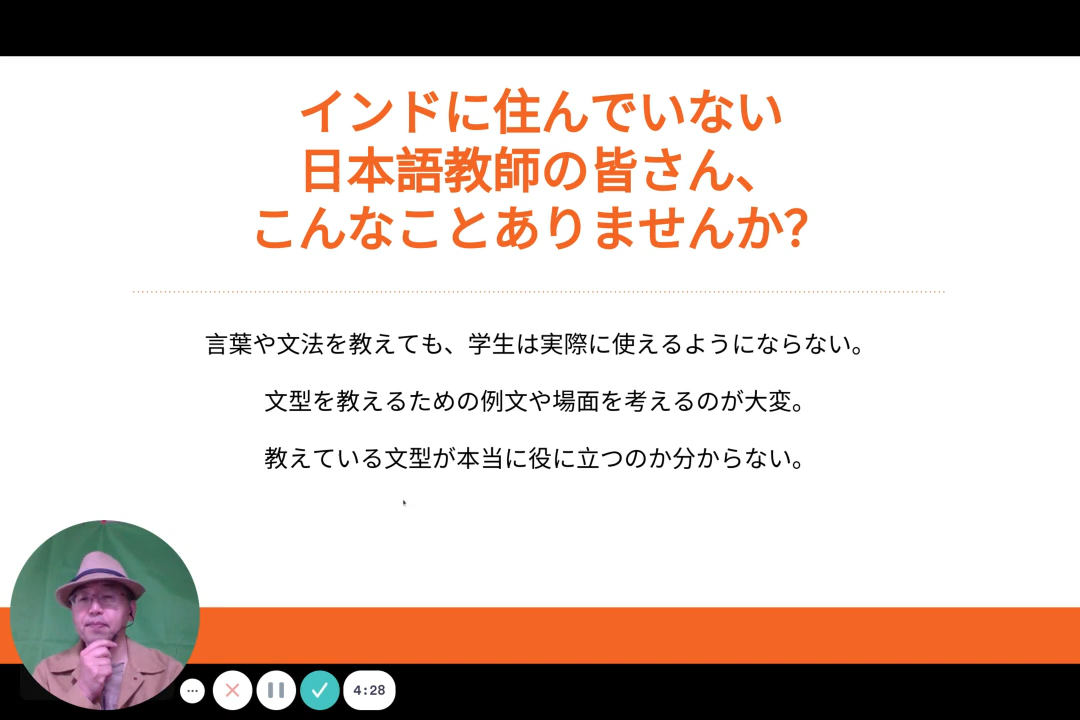 インドに住んでいない
日本語教師の皆さん、
こんなことありませんか?
言葉や文法を教えても、学生は実際に使えるようにならない。
文型を教えるための例文や場面を考えるのが大変。
教えている文型が本当に役に立つのか分からない。
4:28